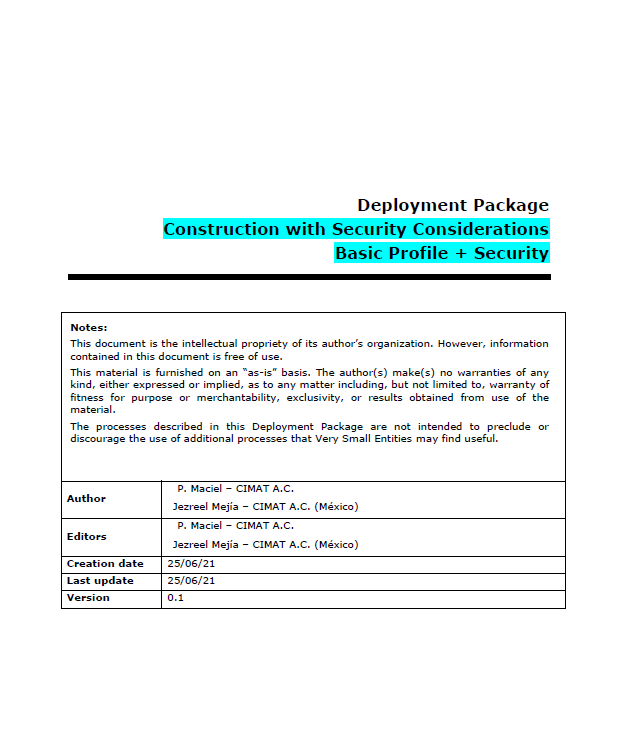 Deployment Package
Construction with Security Considerations
Basic Profile + Security
Notes:
This document is the intellectual propriety of its author's organization. However, information
contained in this document is free of use.
This material is furnished on an "as-is" basis. The author(s) make(s) no warranties of any
kind, either expressed or implied, as to any matter including, but not limited to, warranty of
fitness for purpose or merchantability, exclusivity, or results obtained from use of the
material.
The processes described in this Deployment Package are not intended to preclude or
discourage the use of additional processes that Very Small Entities may find useful.
Author
P. Maciel – CIMAT A.C.
Jezreel Mejía – CIMAT A.C. (México)
Editors
P. Maciel – CIMAT A.C.
Jezreel Mejía – CIMAT A.C. (México)
Creation date 25/06/21
Last update 25/06/21
Version 0.1